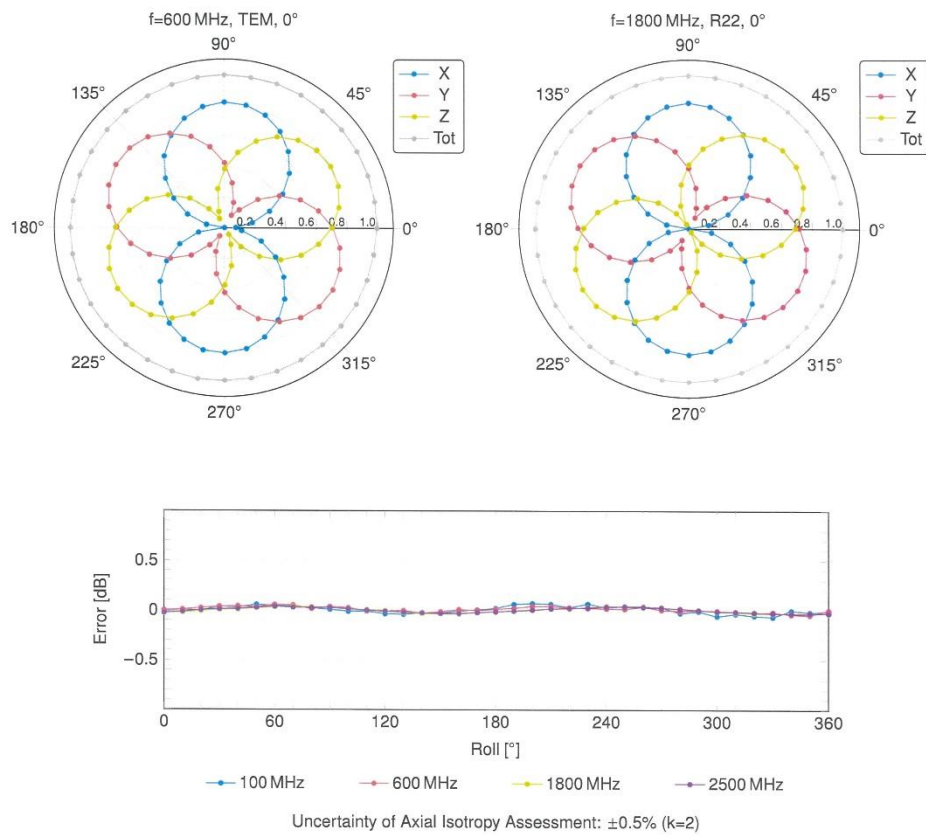 f=600 MHz, TEM, 0°
90°
135°
45°
X
Y
Z
Tot
180°
0.2 0.4 0.6 0.8 1.0
0°
225°
315°
270°
f=1800 MHz, R22, 0°
90°
135°
45°
X
Y
Z
Tot
180°
0.2 0.4 0.6 0.8 1.0
0°
225°
315°
270°
Error [dB]
0.5
0
−0.5
0 60 120 180 240 300 360
Roll [°]
100 MHz 600 MHz 1800 MHz 2500 MHz
Uncertainty of Axial Isotropy Assessment: ±0.5% (k=2)